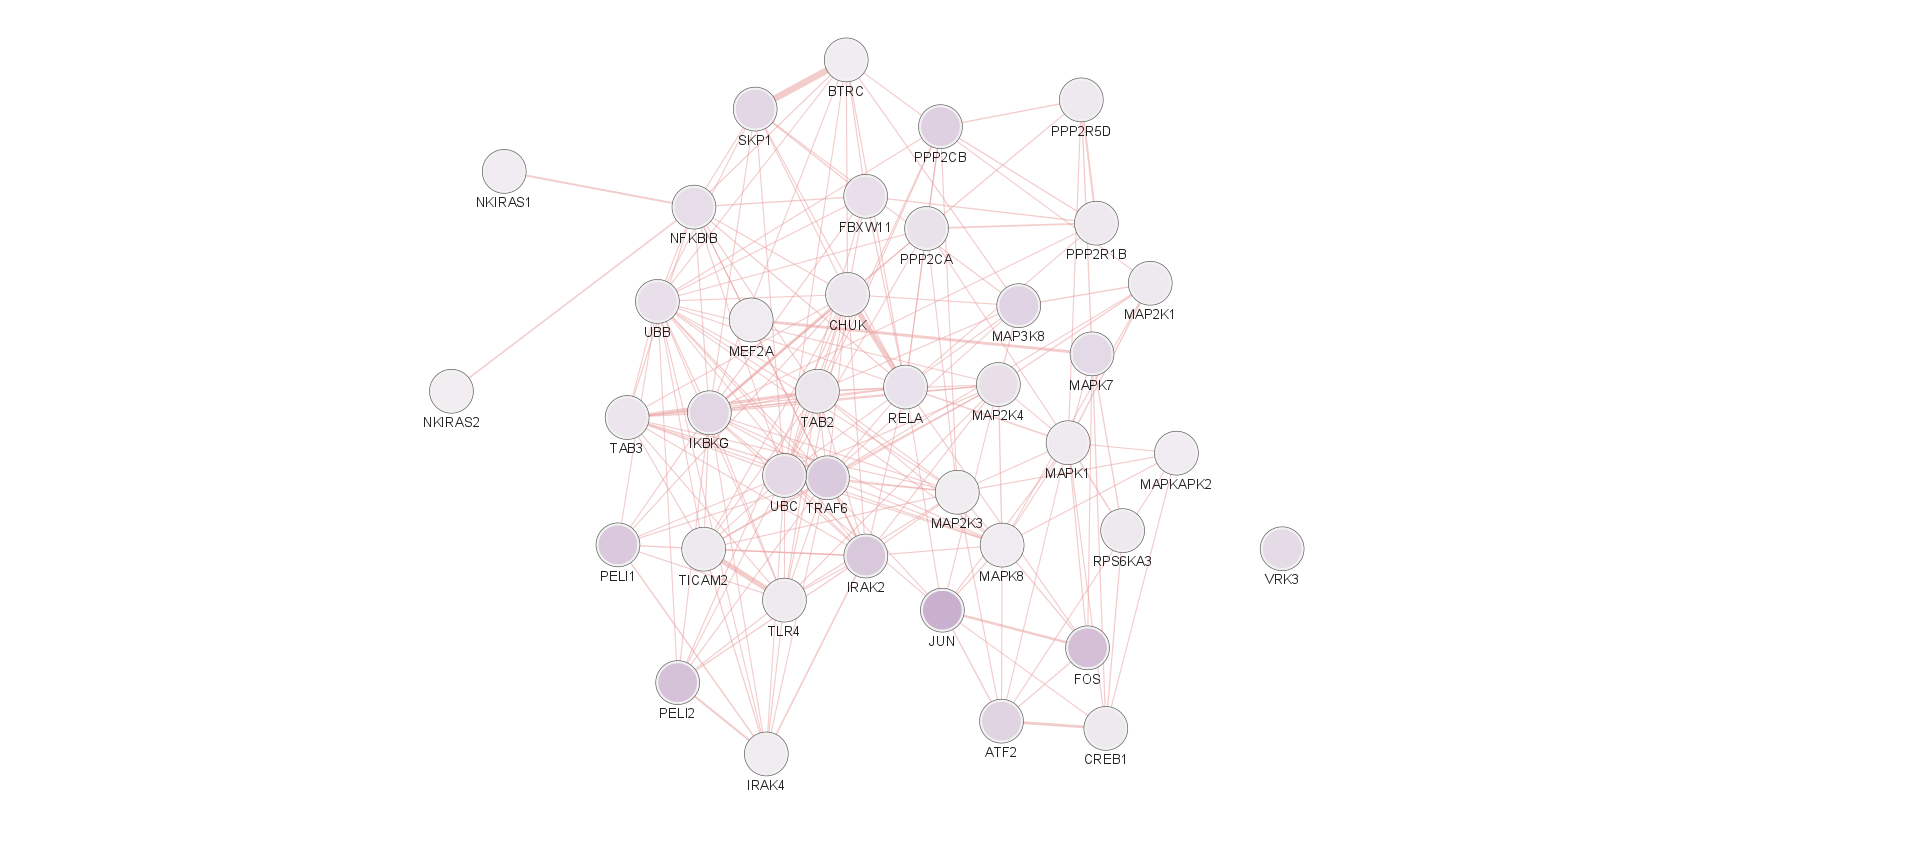 BTRC
PPP2R5D
SKP1
PPP2CB
NKIRAS1
FBXW11
NFKBIB
PPP2CA
PPP2R1B
MAP2K1
CHUK
UBB
MAP3K8
MEF2A
MAPK7
RELA
MAP2K4
NKIRAS2
TAB2
IKBKG
TAB3
MAPK1
MAPKAPK2
UBC
TRAF6
MAP2K3
RPS6KA3
PELI1
MAPK8
VRK3
TICAM2
IRAK2
TLR4
JUN
FOS
PELI2
ATF2
CREB1
IRAK4